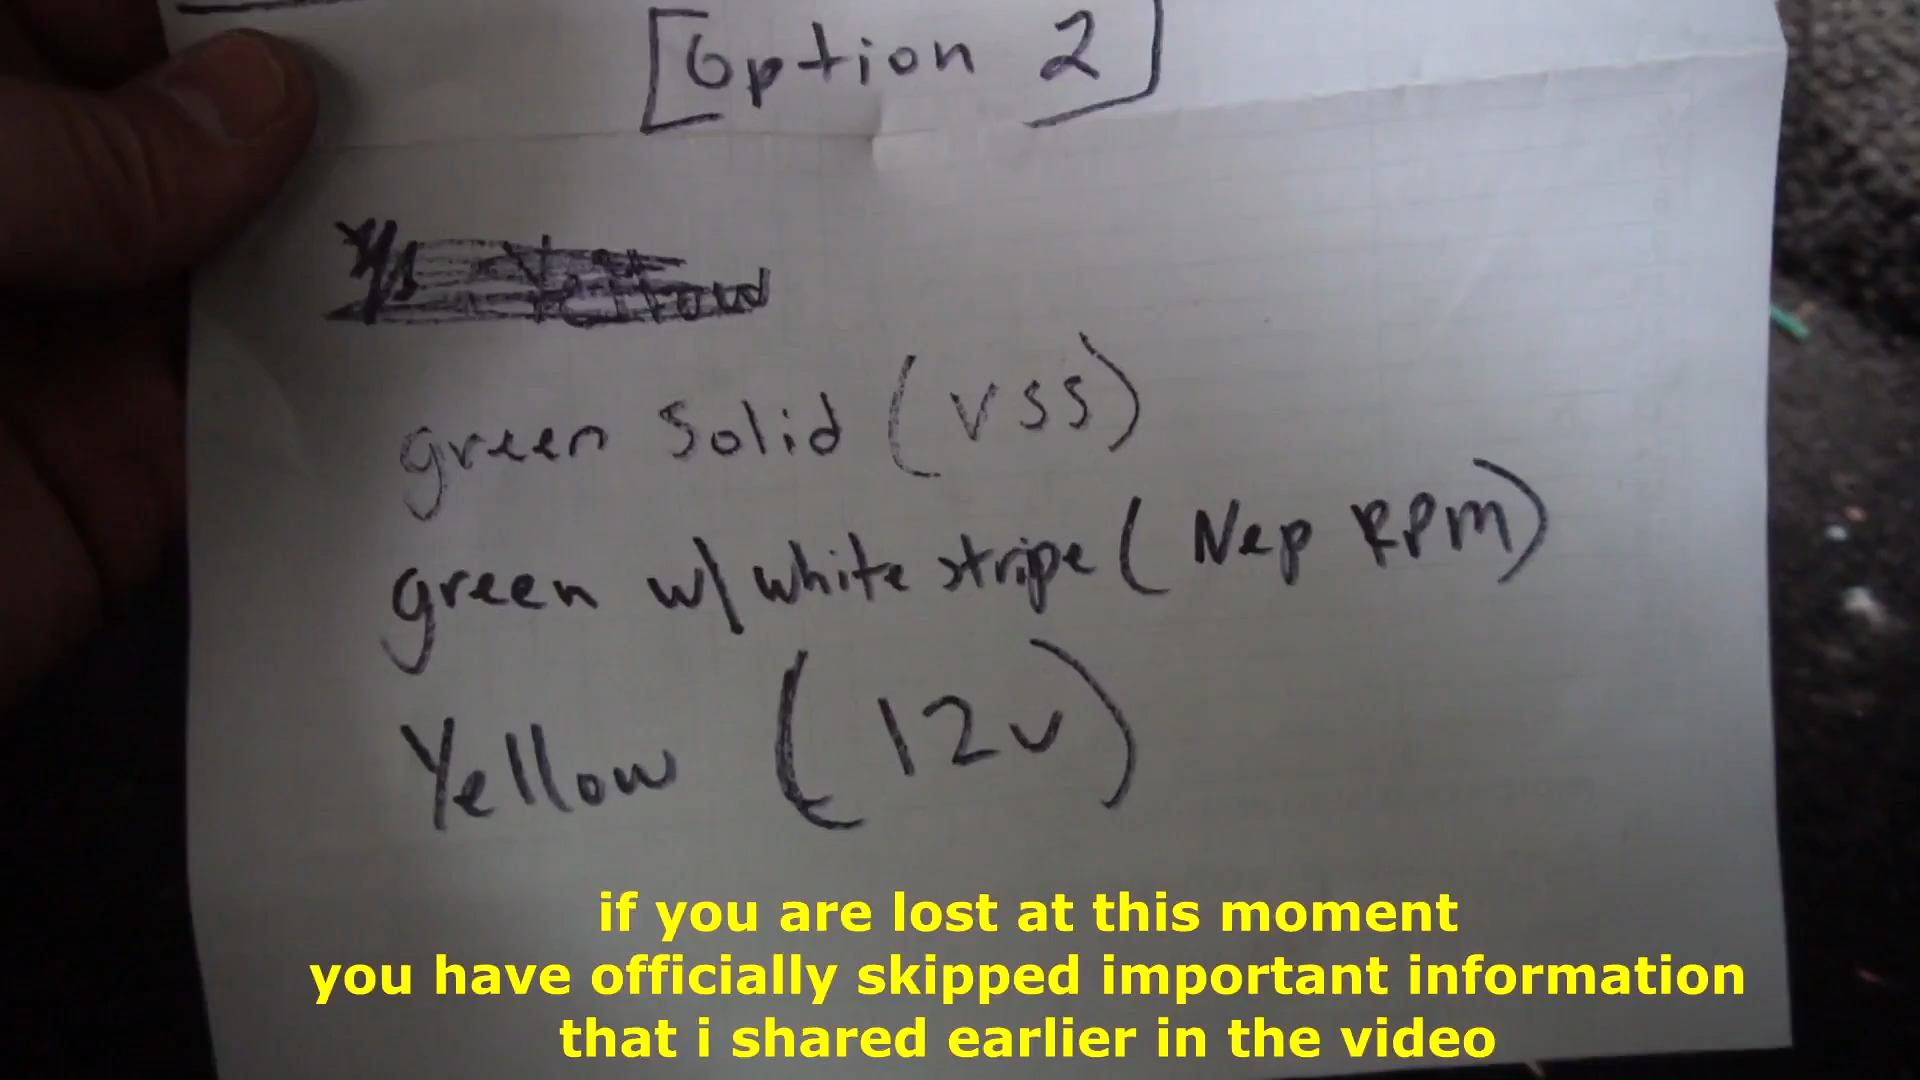 [Option 2]
Yellow
green Solid (VSS)
green w/ white stripe (Nep RPM)
Yellow (12v)
if you are lost at this moment
you have officially skipped important information
that i shared earlier in the video